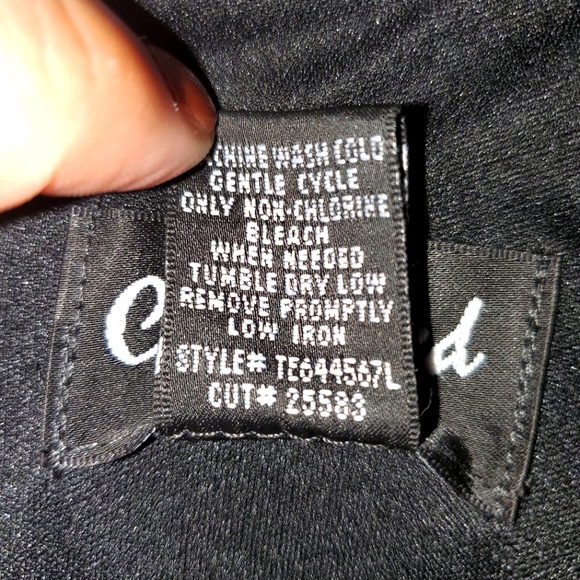 WASH COLD
GENTLE CYCLE
ONLY NON-CHLORINE
BLEACH
WHEN NEEDED
TUMBLE DRY LOW
REMOVE PROMPTLY
LOW IRON
STYLE# TE644567L
CUT# 25583